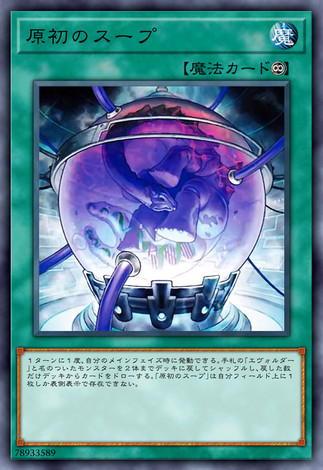 原初のスープ
魔
【魔法カード】
１ターンに１度、自分のメインフェイズ時に発動できる。手札の「エヴォルダー
」と名のついたモンスターを２体までデッキに戻してシャッフルし、戻した数
だけデッキからカードをドローする。「原初のスープ」は自分フィールド上に１
枚しか表側表示で存在できない。
78933589